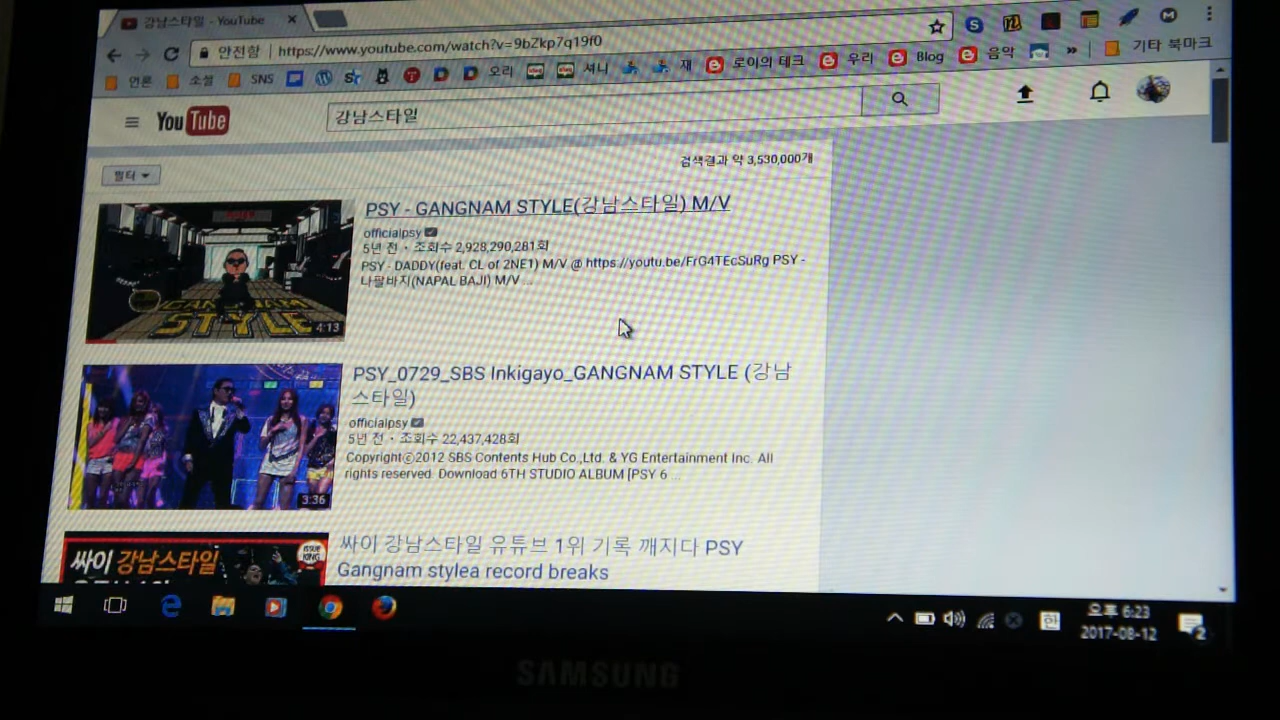 강남스타일 - YouTube
안전함 | https://www.youtube.com/watch?v=9bZkp7q19f0
언론 소설 SNS 오리 셔니 재 로이의 테크 우리 Blog 음악 » 기타 북마크
YouTube
강남스타일
검색결과 약 3,530,000개
필터
PSY - GANGNAM STYLE(강남스타일) M/V
officialpsy
5년 전 · 조회수 2,928,290,281회
PSY - DADDY(feat. CL of 2NE1) M/V @ https://youtu.be/FrG4TEcSuRg PSY -
나팔바지(NAPAL BAJI) M/V ...
GANGNAM
STYLE
4:13
PSY_0729_SBS Inkigayo_GANGNAM STYLE (강남
스타일)
officialpsy
5년 전 · 조회수 22,437,428회
Copyrightⓒ2012 SBS Contents Hub Co.,Ltd. & YG Entertainment Inc. All
rights reserved. Download 6TH STUDIO ALBUM [PSY 6 ...
3:36
싸이 강남스타일 유튜브 1위 기록 깨지다 PSY
Gangnam stylea record breaks
싸이 강남스타일
ISSUE
KING
한
오후 6:23
2017-08-12
2
SAMSUNG